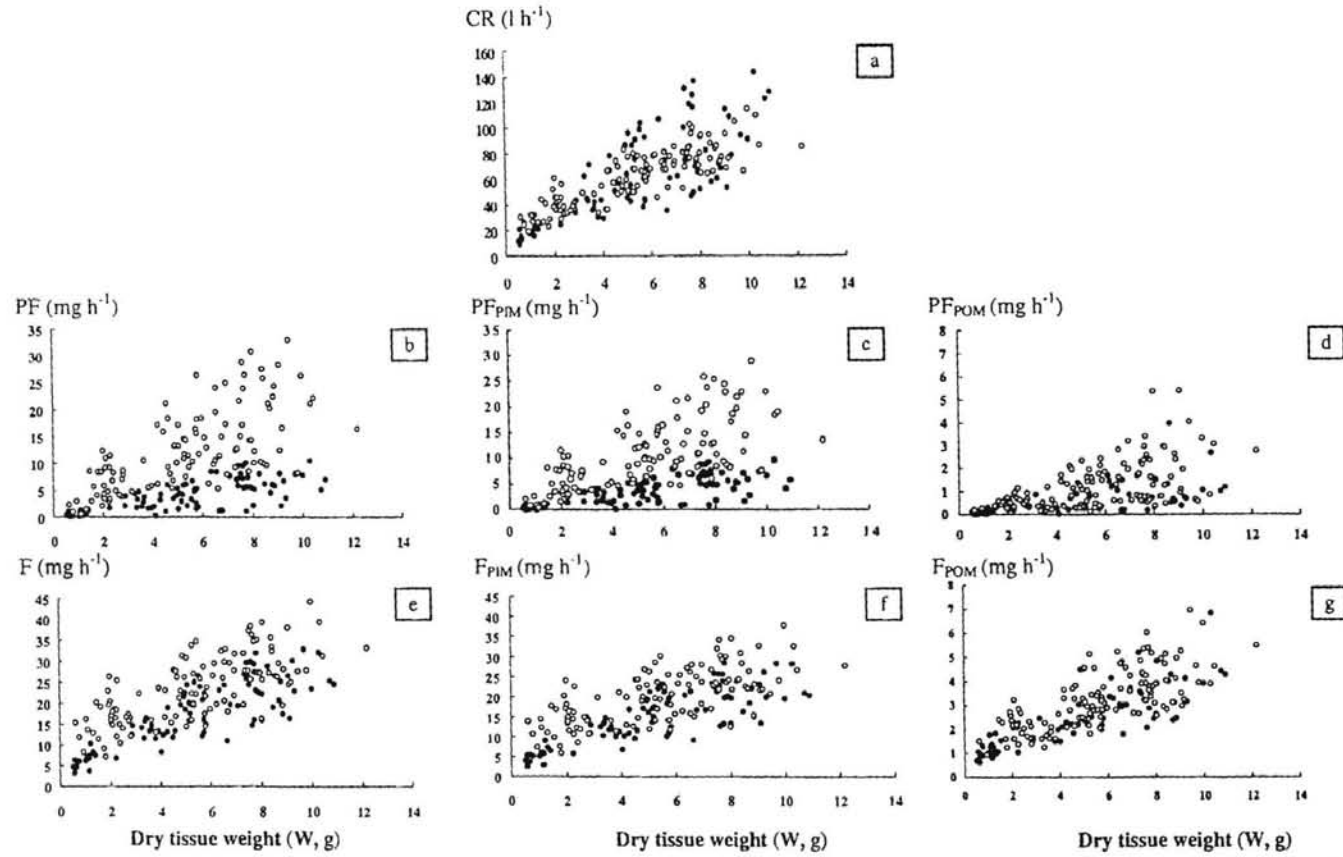 CR (l h⁻¹)
160
140
120
100
80
60
40
20
0
0 2 4 6 8 10 12 14
a
PF (mg h⁻¹)
35
30
25
20
15
10
5
0
0 2 4 6 8 10 12 14
b
PF_PIM (mg h⁻¹)
35
30
25
20
15
10
5
0
0 2 4 6 8 10 12 14
c
PF_POM (mg h⁻¹)
8
7
6
5
4
3
2
1
0
0 2 4 6 8 10 12 14
d
F (mg h⁻¹)
45
40
35
30
25
20
15
10
5
0
0 2 4 6 8 10 12 14
e
Dry tissue weight (W, g)
F_PIM (mg h⁻¹)
45
40
35
30
25
20
15
10
5
0
0 2 4 6 8 10 12 14
f
Dry tissue weight (W, g)
F_POM (mg h⁻¹)
8
7
6
5
4
3
2
1
0
0 2 4 6 8 10 12 14
g
Dry tissue weight (W, g)